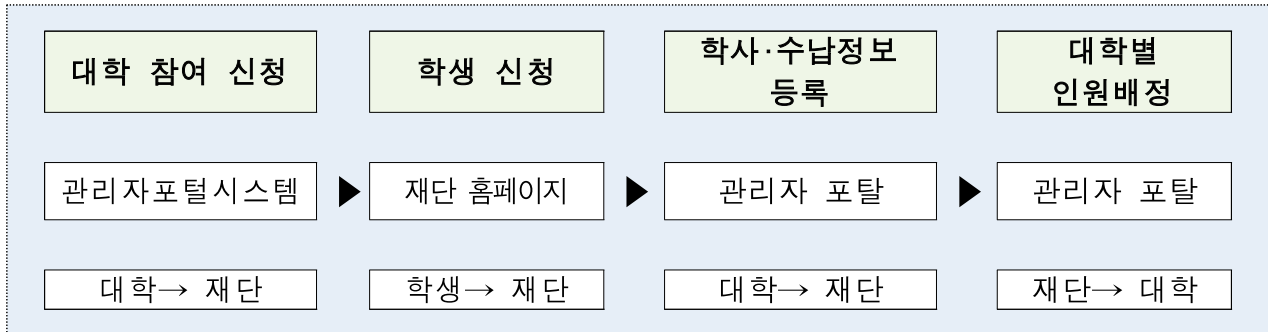 대학 참여 신청
학생 신청
학사·수납정보
등록
대학별
인원배정
관리자포털시스템
▶
재단 홈페이지
▶
관리자 포탈
▶
관리자 포탈
대학→ 재단
학생→ 재단
대학→ 재단
재단→ 대학